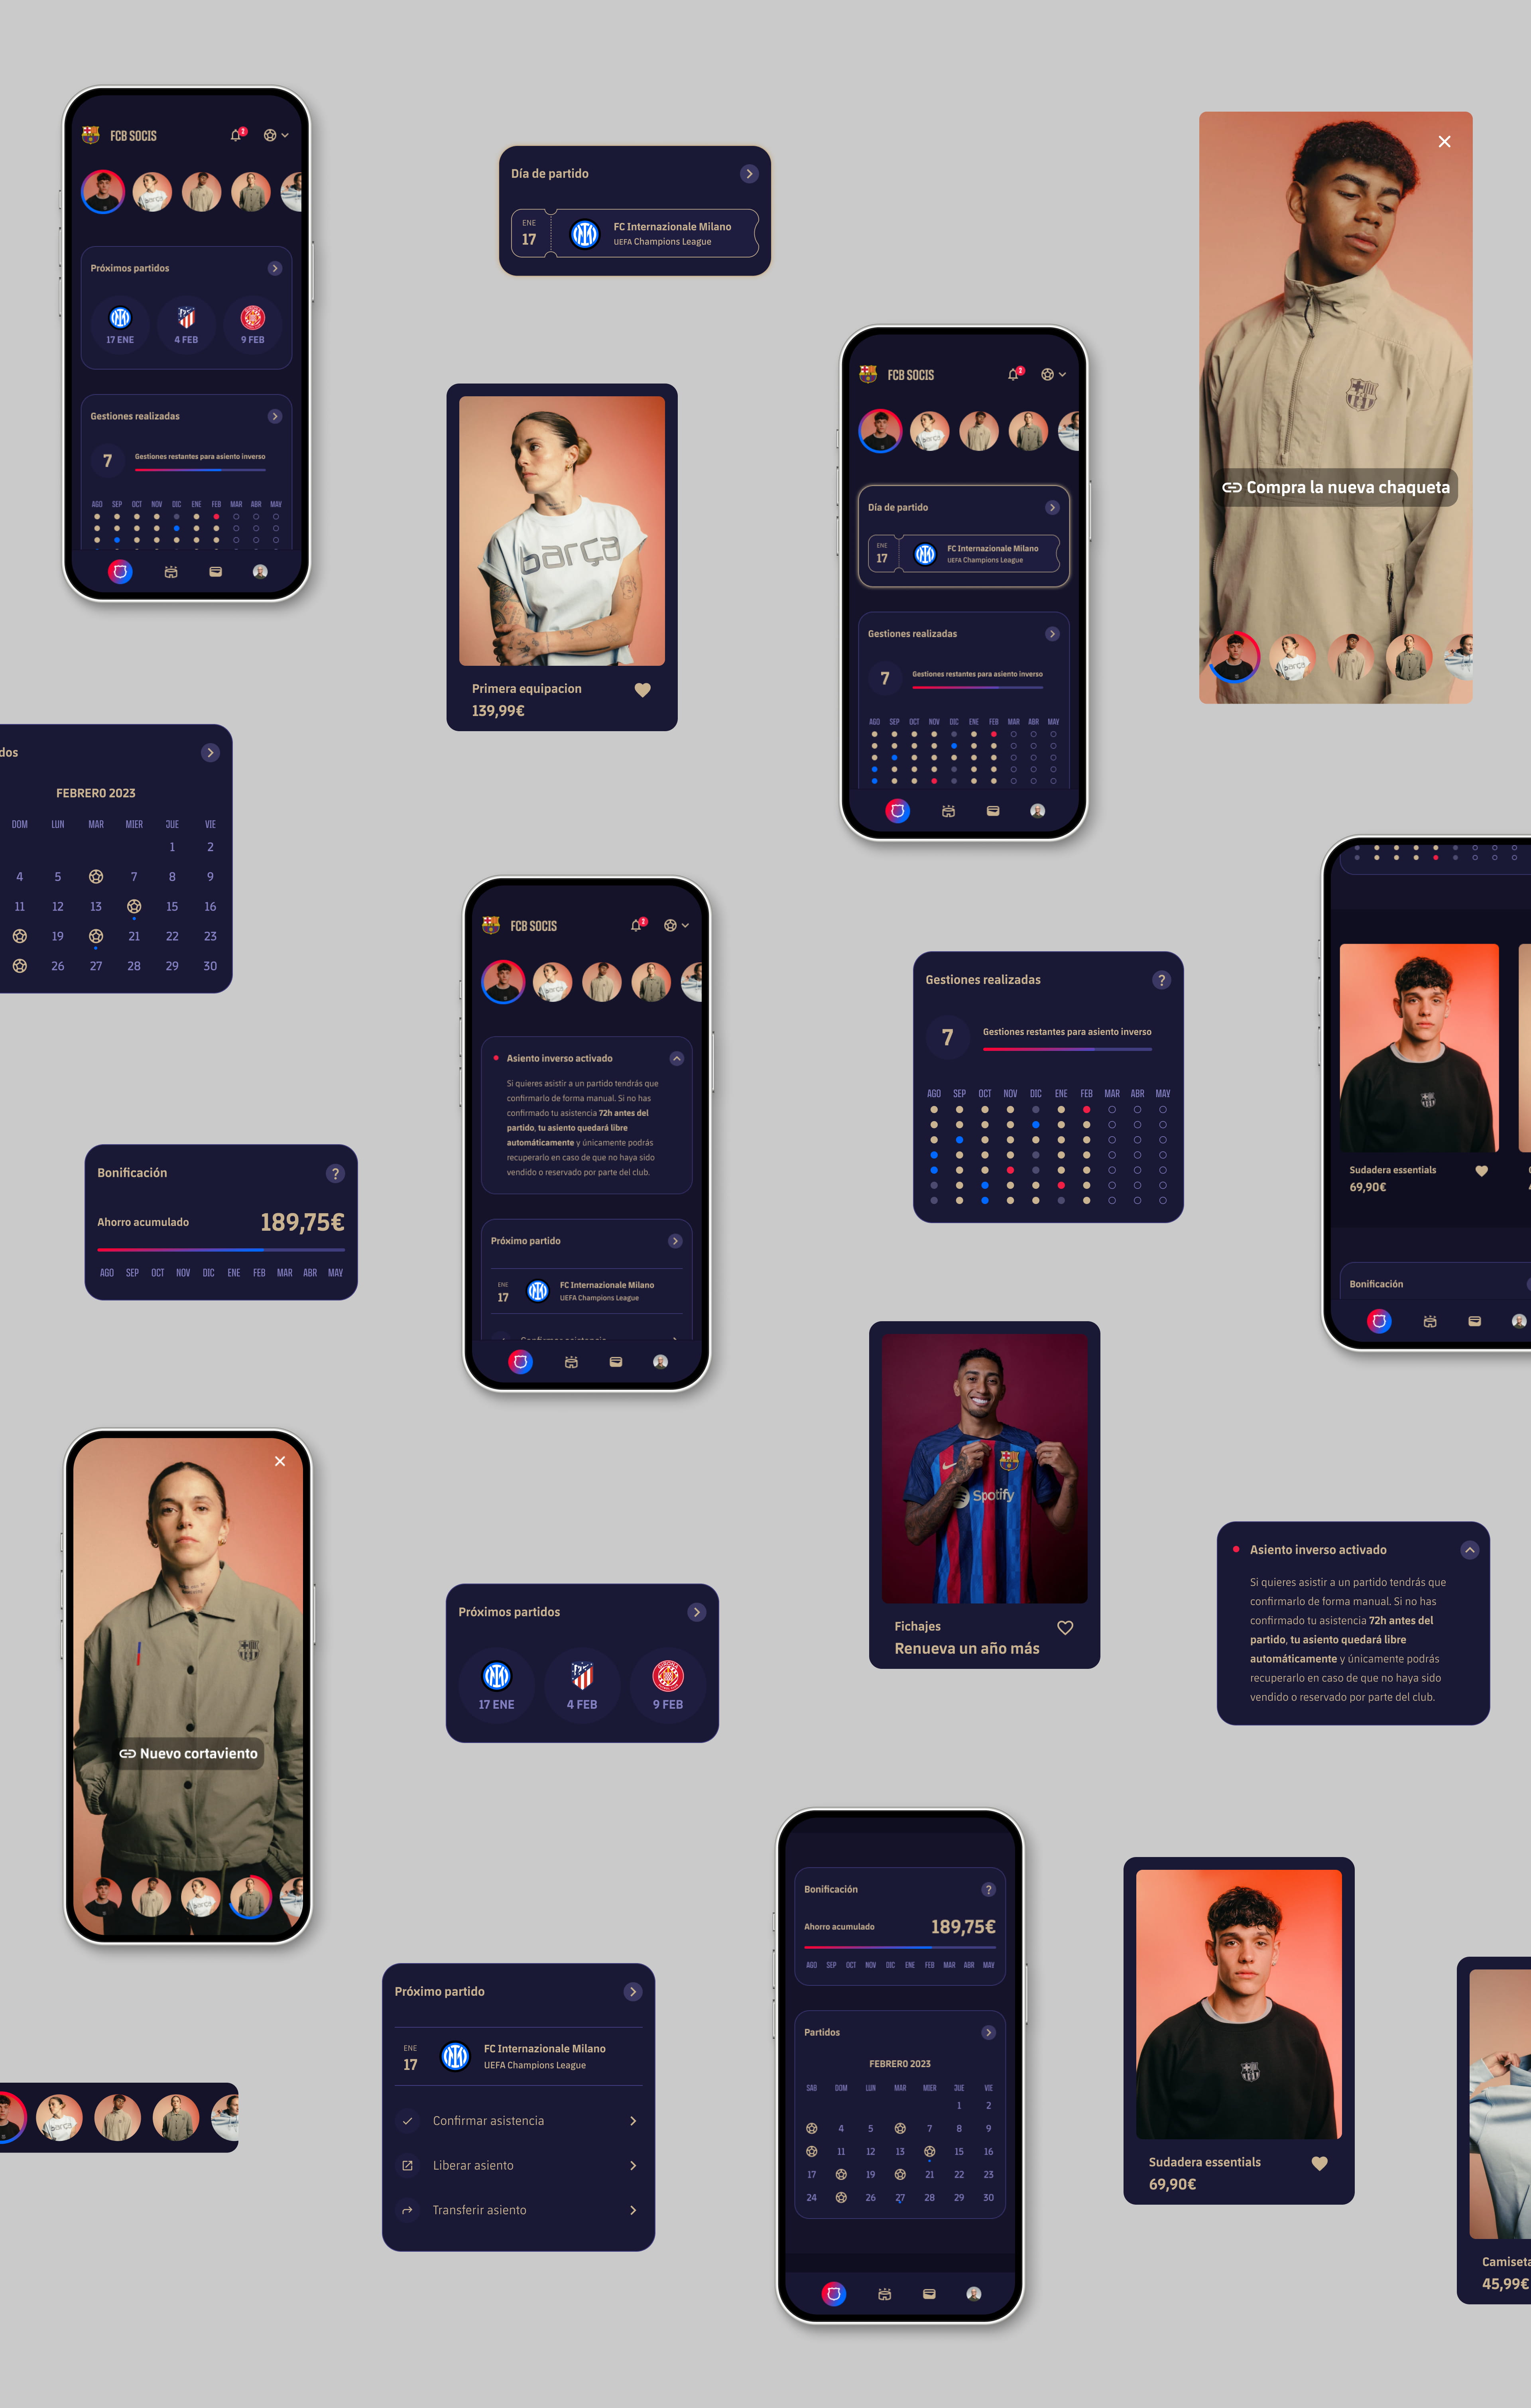 FCB SOCIS
2
Próximos partidos
17 ENE
4 FEB
9 FEB
Gestiones realizadas
7
Gestiones restantes para asiento inverso
AGO SEP OCT NOV DIC ENE FEB MAR ABR MAY
Día de partido
ENE
17
FC Internazionale Milano
UEFA Champions League
Compra la nueva chaqueta
barça
Primera equipacion
139,99€
FCB SOCIS
2
barça
Día de partido
ENE
17
FC Internazionale Milano
UEFA Champions League
Gestiones realizadas
7
Gestiones restantes para asiento inverso
AGO SEP OCT NOV DIC ENE FEB MAR ABR MAY
dos
FEBRERO 2023
DOM LUN MAR MIER JUE VIE
1 2
4 5 7 8 9
11 12 13 15 16
19 21 22 23
26 27 28 29 30
FCB SOCIS
2
barça
Asiento inverso activado
Si quieres asistir a un partido tendrás que
confirmarlo de forma manual. Si no has
confirmado tu asistencia 72h antes del
partido, tu asiento quedará libre
automáticamente y únicamente podrás
recuperarlo en caso de que no haya sido
vendido o reservado por parte del club.
Próximo partido
ENE
17
FC Internazionale Milano
UEFA Champions League
Confirmar asistencia
Gestiones realizadas
?
7
Gestiones restantes para asiento inverso
AGO SEP OCT NOV DIC ENE FEB MAR ABR MAY
Sudadera essentials
69,90€
Bonificación
Bonificación
?
Ahorro acumulado
189,75€
AGO SEP OCT NOV DIC ENE FEB MAR ABR MAY
Spotify
Fichajes
Renueva un año más
Nuevo cortaviento
Próximos partidos
17 ENE
4 FEB
9 FEB
Asiento inverso activado
Si quieres asistir a un partido tendrás que
confirmarlo de forma manual. Si no has
confirmado tu asistencia 72h antes del
partido, tu asiento quedará libre
automáticamente y únicamente podrás
recuperarlo en caso de que no haya sido
vendido o reservado por parte del club.
Próximo partido
ENE
17
FC Internazionale Milano
UEFA Champions League
Confirmar asistencia
Liberar asiento
Transferir asiento
Bonificación
?
Ahorro acumulado
189,75€
AGO SEP OCT NOV DIC ENE FEB MAR ABR MAY
Partidos
FEBRERO 2023
SAB DOM LUN MAR MIER JUE VIE
1 2
4 5 7 8 9
11 12 13 15 16
17 19 21 22 23
24 26 27 28 29 30
Sudadera essentials
69,90€
Camiseta
45,99€